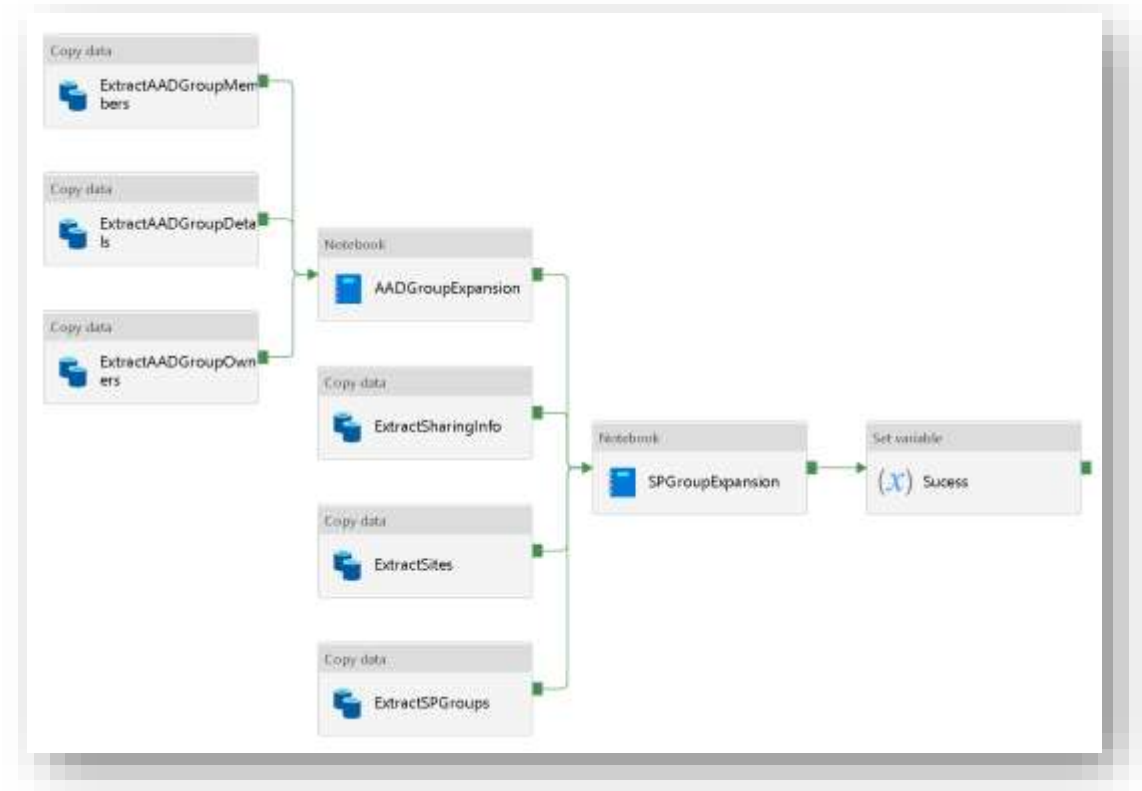 Copy data
ExtractAADGroupMem
bers
Copy data
ExtractAADGroupDeta
ls
Copy data
ExtractAADGroupOwn
ers
Notebook
AADGroupExpansion
Copy data
ExtractSharingInfo
Copy data
ExtractSites
Copy data
ExtractSPGroups
Notebook
SPGroupExpansion
Set variable
(x) Sucess